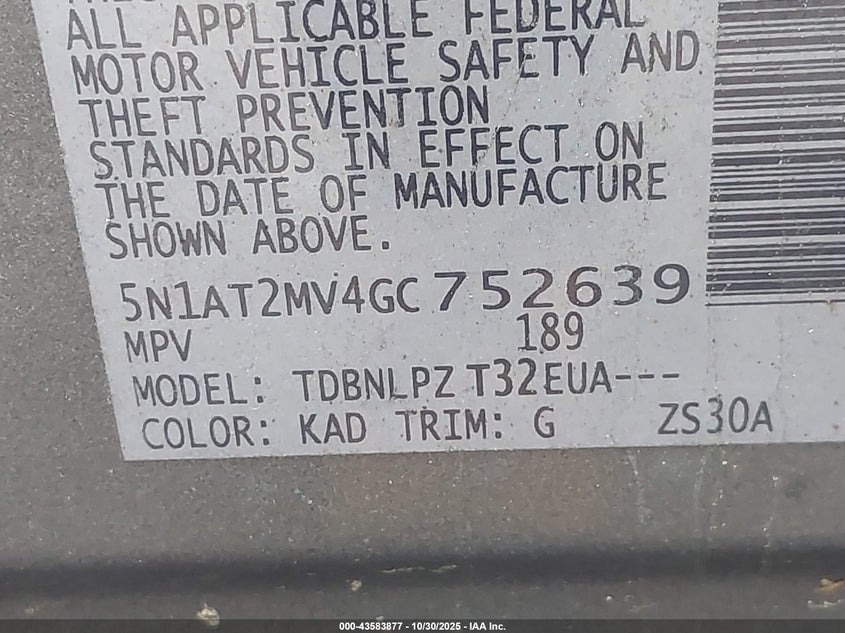 ALL APPLICABLE FEDERAL
MOTOR VEHICLE SAFETY AND
THEFT PREVENTION
STANDARDS IN EFFECT ON
THE DATE OF MANUFACTURE
SHOWN ABOVE.
5N1AT2MV4GC752639
MPV 189
MODEL: TDBNLPZ T32EUA---
COLOR: KAD TRIM: G ZS30A
000-43583877 - 10/30/2025 - IAA Inc.